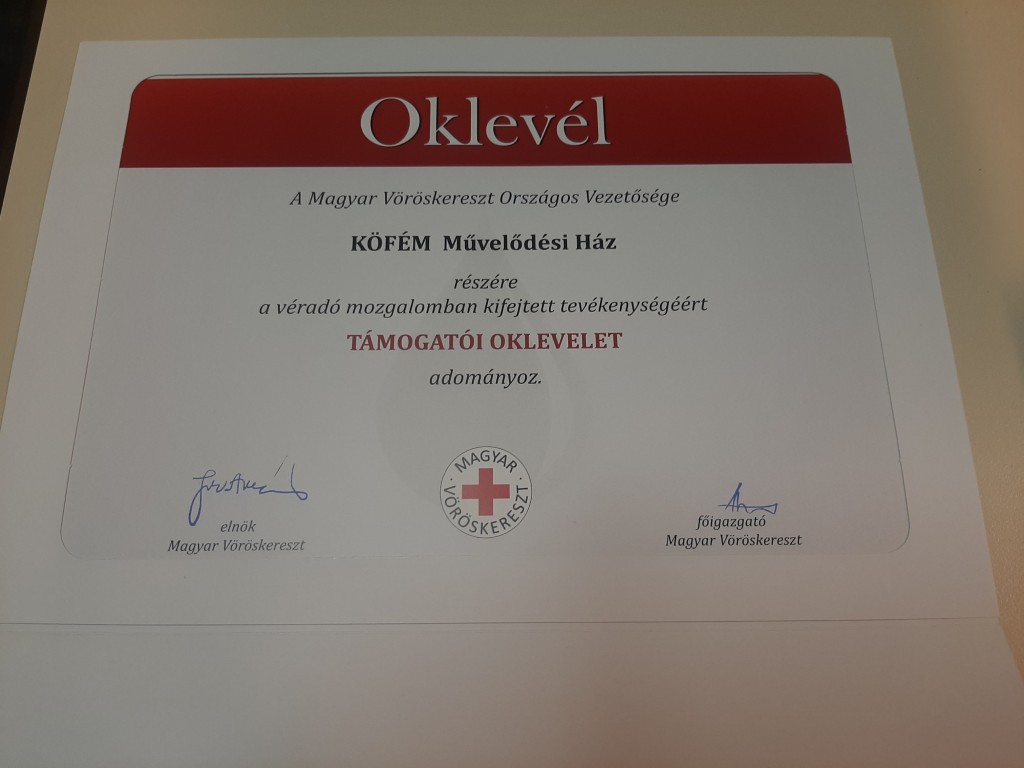 Oklevél
A Magyar Vöröskereszt Országos Vezetősége
KÖFÉM Művelődési Ház
részére
a véradó mozgalomban kifejtett tevékenységéért
TÁMOGATÓI OKLEVELET
adományoz.
MAGYAR
VÖRÖSKERESZT
elnök
Magyar Vöröskereszt
főigazgató
Magyar Vöröskereszt